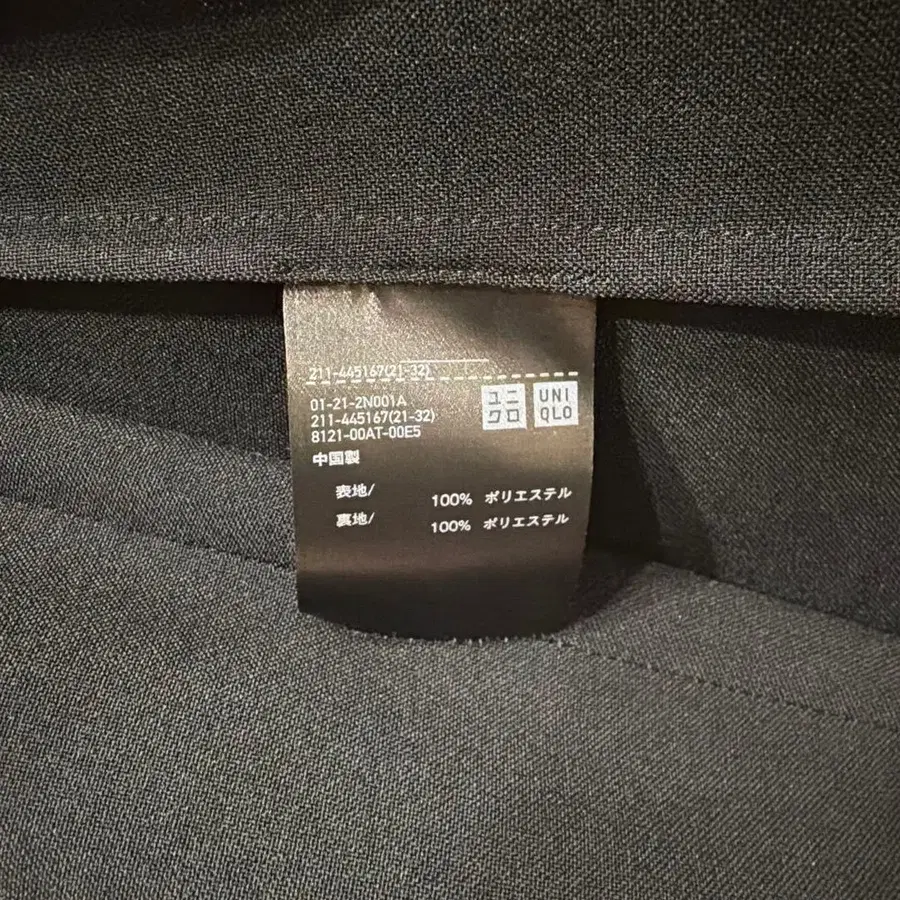 211-445167(21-32)
01-21-2N001A
211-445167(21-32)
8121-00AT-00E5
ユニ
クロ
UNI
QLO
中国製
表地/ 100% ポリエステル
裏地/ 100% ポリエステル